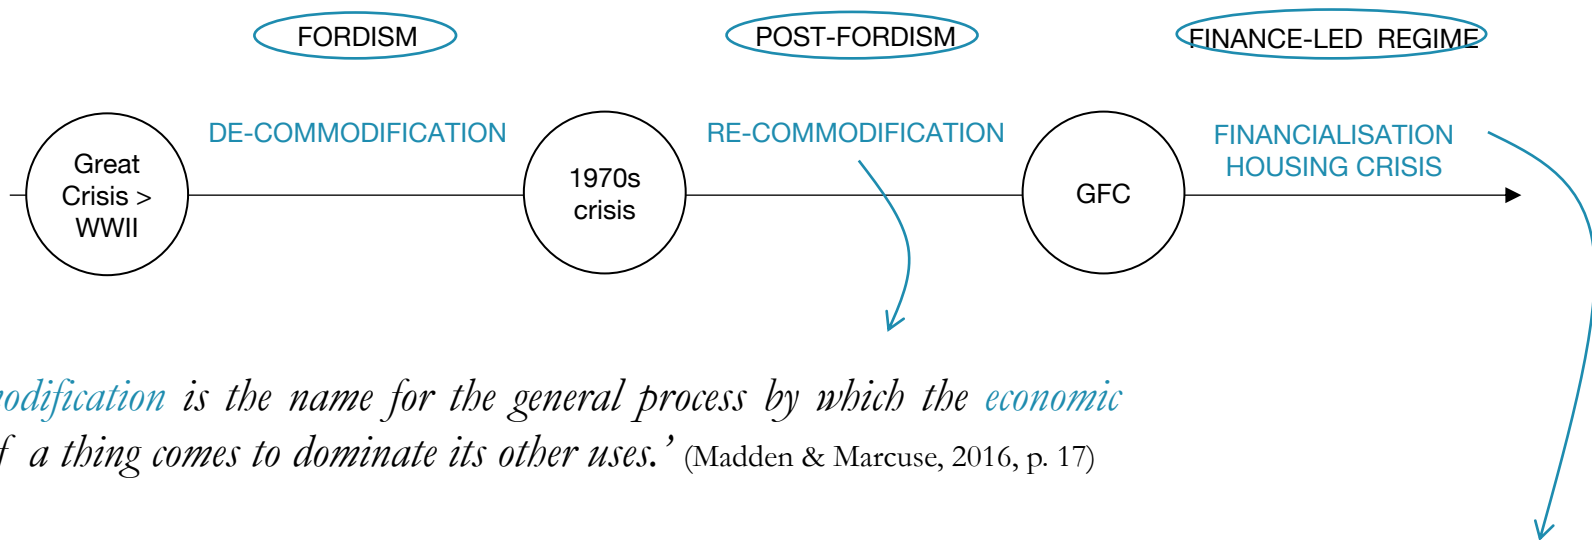 FORDISM
POST-FORDISM
FINANCE-LED REGIME
DE-COMMODIFICATION
RE-COMMODIFICATION
FINANCIALISATION
HOUSING CRISIS
Great
Crisis >
WWII
1970s
crisis
GFC
is the name for the general process by which the economic
a thing comes to dominate its other uses.’ (Madden & Marcuse, 2016, p. 17)